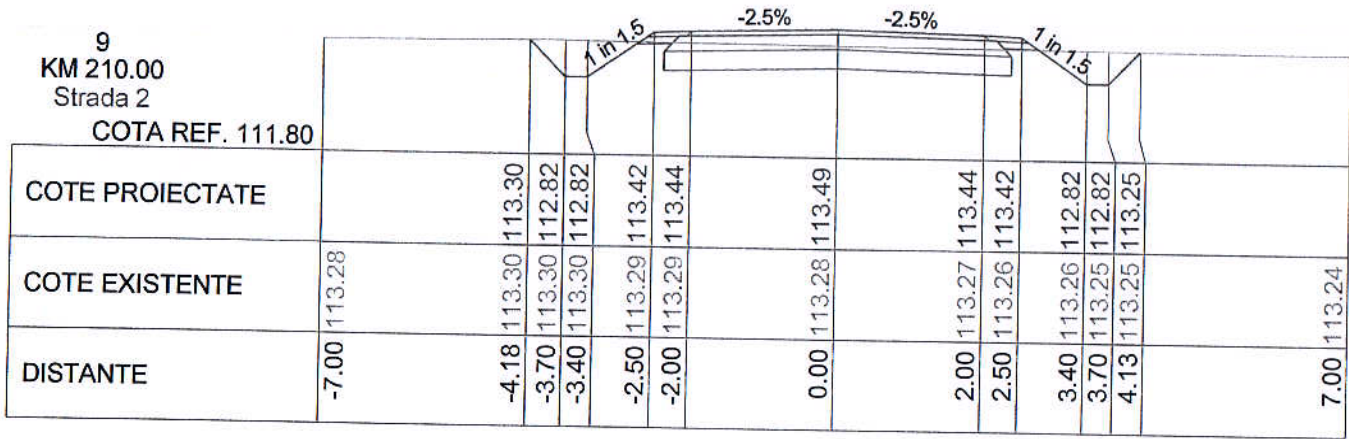 -2.5% -2.5%
1 in 1.5 1 in 1.5
9
KM 210.00
Strada 2
COTA REF. 111.80
COTE PROIECTATE 113.30 112.82 112.82 113.42 113.44 113.49 113.44 113.42 112.82 112.82 113.25
COTE EXISTENTE 113.28 113.30 113.30 113.30 113.29 113.29 113.28 113.27 113.26 113.26 113.25 113.25 113.24
DISTANTE -7.00 -4.18 -3.70 -3.40 -2.50 -2.00 0.00 2.00 2.50 3.40 3.70 4.13 7.00